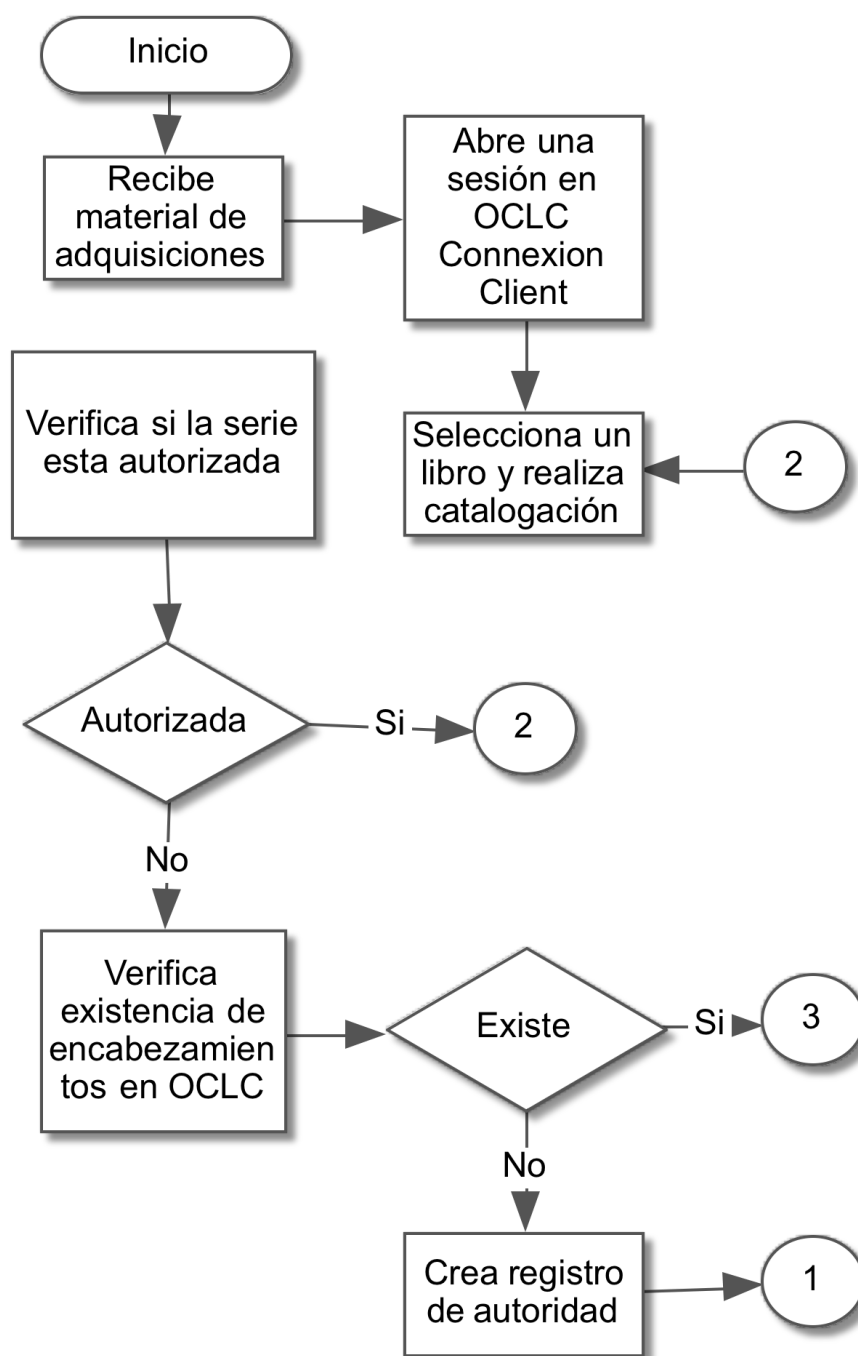 Inicio
Recibe
material de
adquisiciones
Abre una
sesión en
OCLC
Connexion
Client
Selecciona un
libro y realiza
catalogación
2
Verifica si la serie
esta autorizada
Autorizada
Si
2
No
Verifica
existencia de
encabezamien
tos en OCLC
Existe
Si
3
No
Crea registro
de autoridad
1